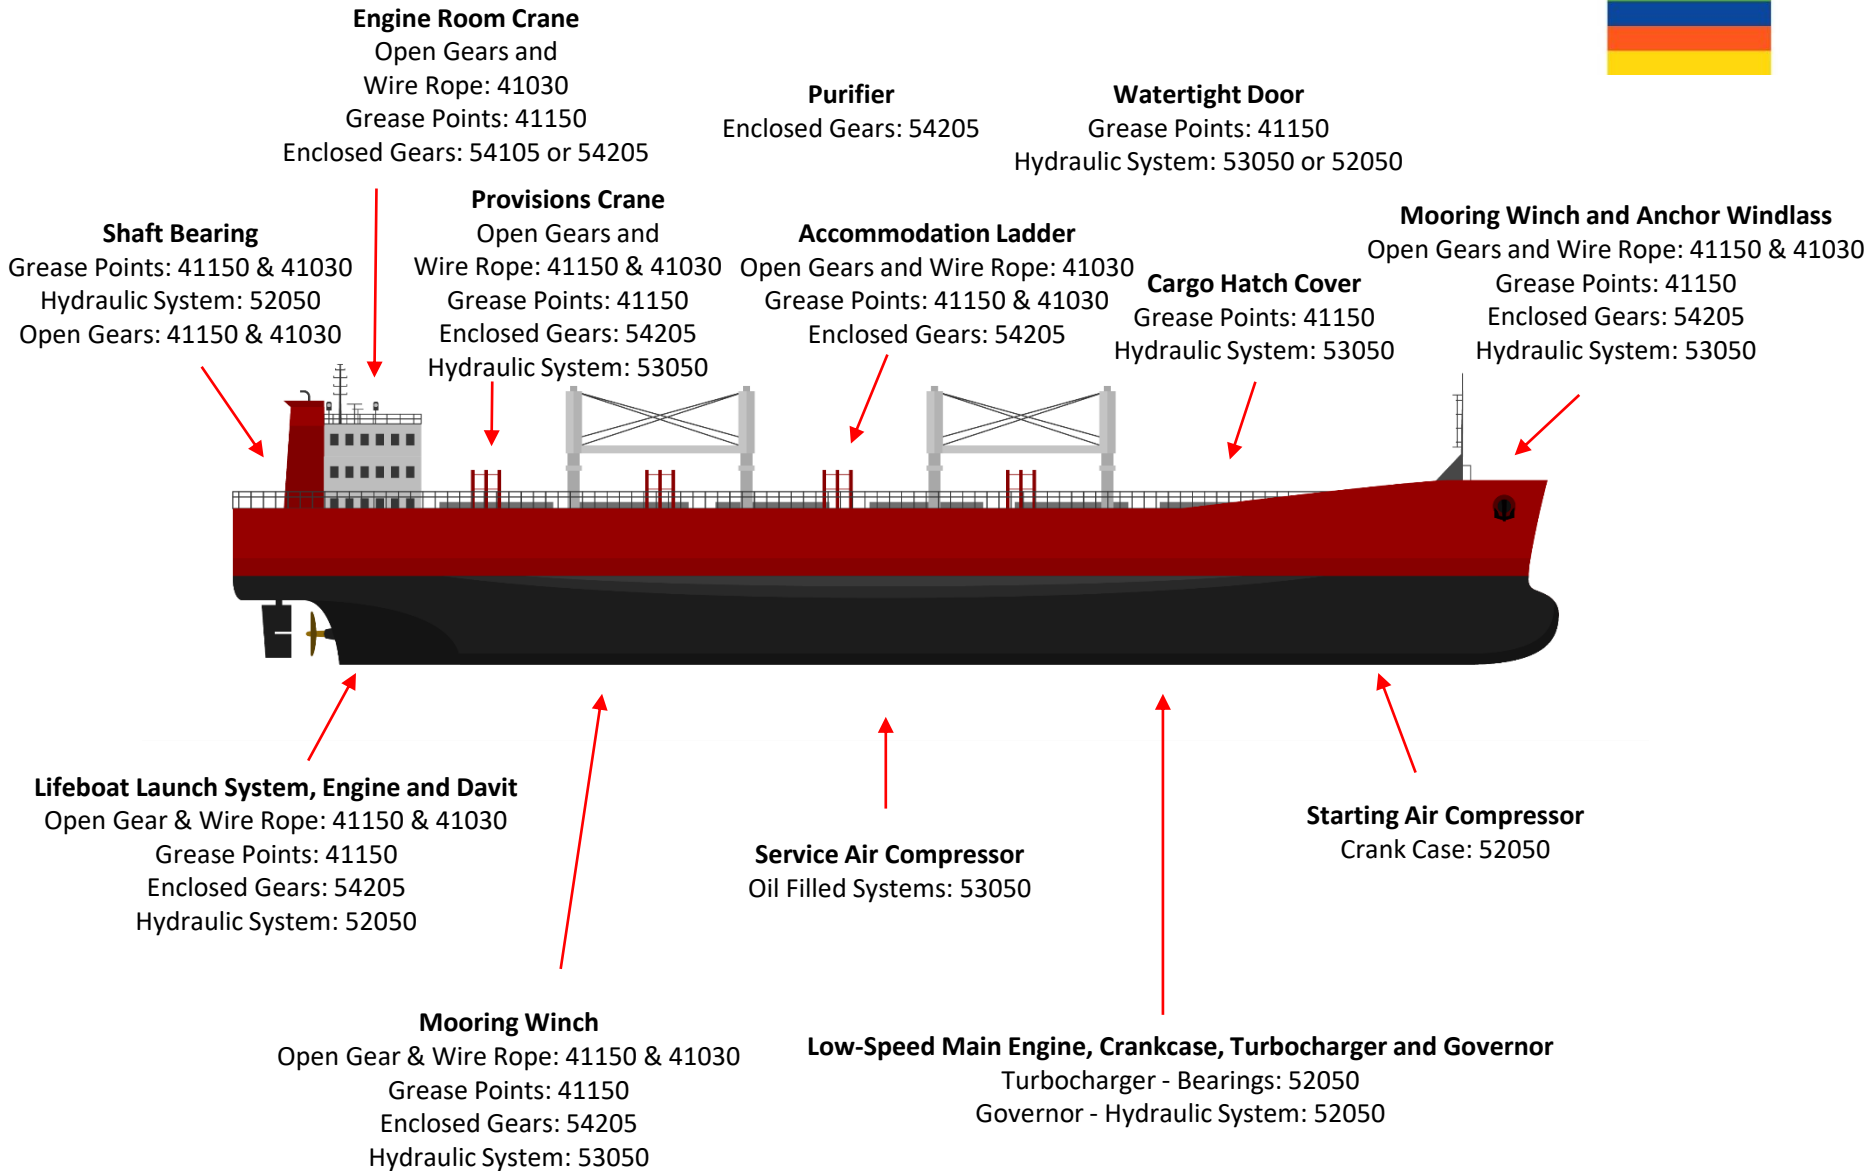 Engine Room Crane
Open Gears and
Wire Rope: 41030
Grease Points: 41150
Enclosed Gears: 54105 or 54205
Purifier
Enclosed Gears: 54205
Watertight Door
Grease Points: 41150
Hydraulic System: 53050 or 52050
Shaft Bearing
Grease Points: 41150 & 41030
Hydraulic System: 52050
Open Gears: 41150 & 41030
Provisions Crane
Open Gears and
Wire Rope: 41150 & 41030
Grease Points: 41150
Enclosed Gears: 54205
Hydraulic System: 53050
Accommodation Ladder
Open Gears and Wire Rope: 41030
Grease Points: 41150 & 41030
Enclosed Gears: 54205
Cargo Hatch Cover
Grease Points: 41150
Hydraulic System: 53050
Mooring Winch and Anchor Windlass
Open Gears and Wire Rope: 41150 & 41030
Grease Points: 41150
Enclosed Gears: 54205
Hydraulic System: 53050
Lifeboat Launch System, Engine and Davit
Open Gear & Wire Rope: 41150 & 41030
Grease Points: 41150
Enclosed Gears: 54205
Hydraulic System: 52050
Mooring Winch
Open Gear & Wire Rope: 41150 & 41030
Grease Points: 41150
Enclosed Gears: 54205
Hydraulic System: 53050
Service Air Compressor
Oil Filled Systems: 53050
Low-Speed Main Engine, Crankcase, Turbocharger and Governor
Turbocharger - Bearings: 52050
Governor - Hydraulic System: 52050
Starting Air Compressor
Crank Case: 52050